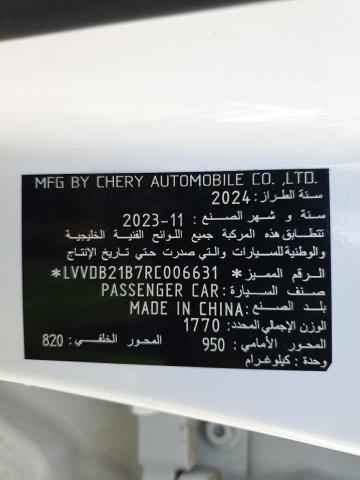 MFG BY CHERY AUTOMOBILE CO. ,LTD.
سنة الطراز: 2024
سنة و شهر الصنع :11-2023
تتطابق هذه المركبة جميع اللوائح الفنية الخليجية
والوطنية للسيارات والتي صدرت حتي تاريخ الإنتاج
الرقم المميز: *LVVDB21B7RC006631*
صنف السيارة: PASSENGER CAR
بلد الصنع: MADE IN CHINA
الوزن الإجمالي المحدد: 1770
المحور الأمامي: 950 المحور الخلفي: 820
وحدة : كيلوغرام